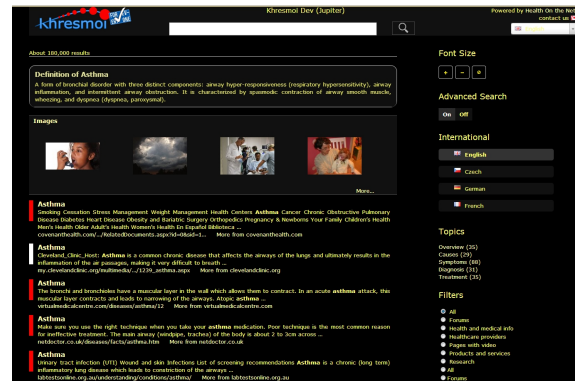 khresmoi
Khresmoi Dev (Jupiter)
Powered by Health On the Net
contact us
About 180,000 results
Definition of Asthma
A form of bronchial disorder with three distinct components: airway hyper-responsiveness (respiratory hypersensitivity), airway
inflammation, and intermittent airway obstruction. It is characterized by spasmodic contraction of airway smooth muscle,
wheezing, and dyspnea (dyspnea, paroxysmal).
Images
More...
Asthma
Smoking Cessation Stress Management Weight Management Health Centers Asthma Cancer Chronic Obstructive Pulmonary
Disease Diabetes Heart Disease Obesity and Bariatric Surgery Orthopedics Pregnancy & Newborns Your Family Children's Health
Men's Health Older Adult's Health Women's Health En Español Biblioteca ...
covenanthealth.com/.../RelatedDocuments.aspx?id=0&sid=1... More from covenanthealth.com
Asthma
Cleveland_Clinic_Host: Asthma is a common chronic disease that affects the airways of the lungs and ultimately results in the
inflammation of the air passages, making it very difficult to breath ...
my.clevelandclinic.org/multimedia/.../1239_asthma.aspx More from clevelandclinic.org
Asthma
The bronchi and bronchioles have a muscular layer in the wall which allows them to contract. In an acute asthma attack, this
muscular layer contracts and leads to narrowing of the airways. Atopic asthma ...
virtualmedicalcentre.com/diseases/asthma/12 More from virtualmedicalcentre.com
Asthma
Make sure you use the right technique when you take your asthma medication. Poor technique is the most common reason
for ineffective treatment. The main airway (windpipe, trachea) of the body is about 2 to 3cm across ...
netdoctor.co.uk/diseases/facts/asthma.htm More from netdoctor.co.uk
Asthma
Urinary tract infection (UTI) Wound and skin Infections List of screening recommendations Asthma is a chronic (long term)
inflammatory lung disease which leads to constriction of the airways ...
labtestsonline.org.au/understanding/conditions/asthma/ More from labtestsonline.org.au
Font Size
+ -
Advanced Search
On Off
International
English
Czech
German
French
Topics
Overview (35)
Causes (29)
Symptoms (88)
Diagnosis (31)
Treatment (35)
Filters
All
Forums
Health and medical info
Healthcare providers
Pages with video
Products and services
Research
All
Forums